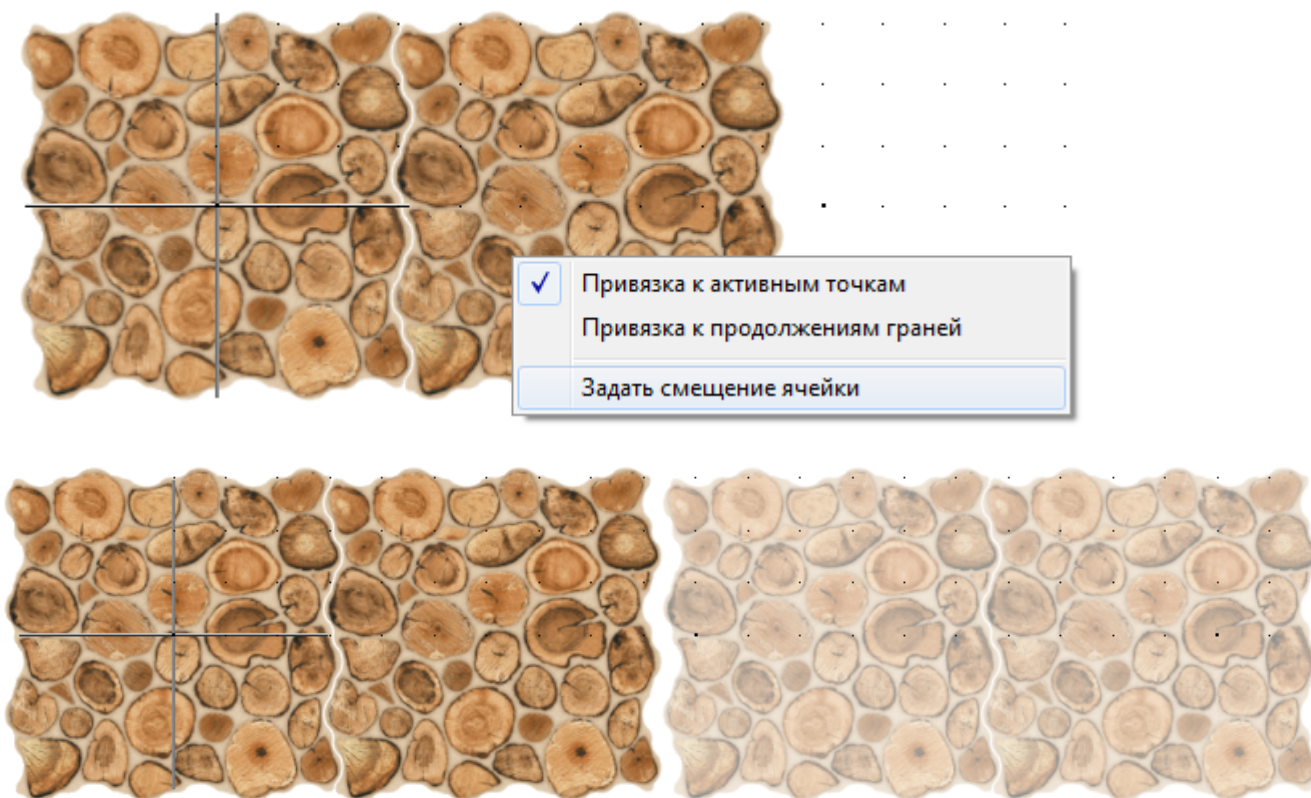 Привязка к активным точкам
Привязка к продолжениям граней
Задать смещение ячейки